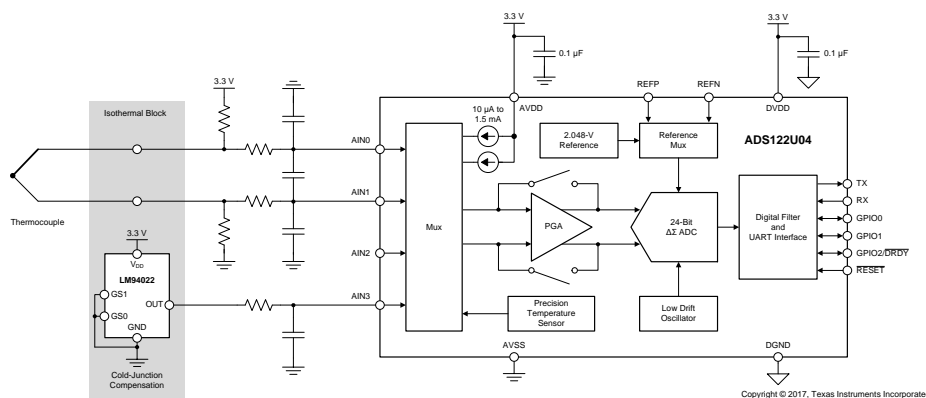 3.3 V
0.1 µF
3.3 V
0.1 µF
3.3 V
Isothermal Block
Thermocouple
3.3 V
VDD
LM94022
GS1
GS0
OUT
GND
Cold-Junction
Compensation
AIN0
AIN1
AIN2
AIN3
AVDD
REFP
REFN
DVDD
10 µA to
1.5 mA
2.048-V
Reference
Reference
Mux
ADS122U04
Mux
PGA
24-Bit
ΔΣ ADC
Digital Filter
and
UART Interface
TX
RX
GPIO0
GPIO1
GPIO2/DRDY
RESET
Precision
Temperature
Sensor
Low Drift
Oscillator
AVSS
DGND
Copyright © 2017, Texas Instruments Incorporate